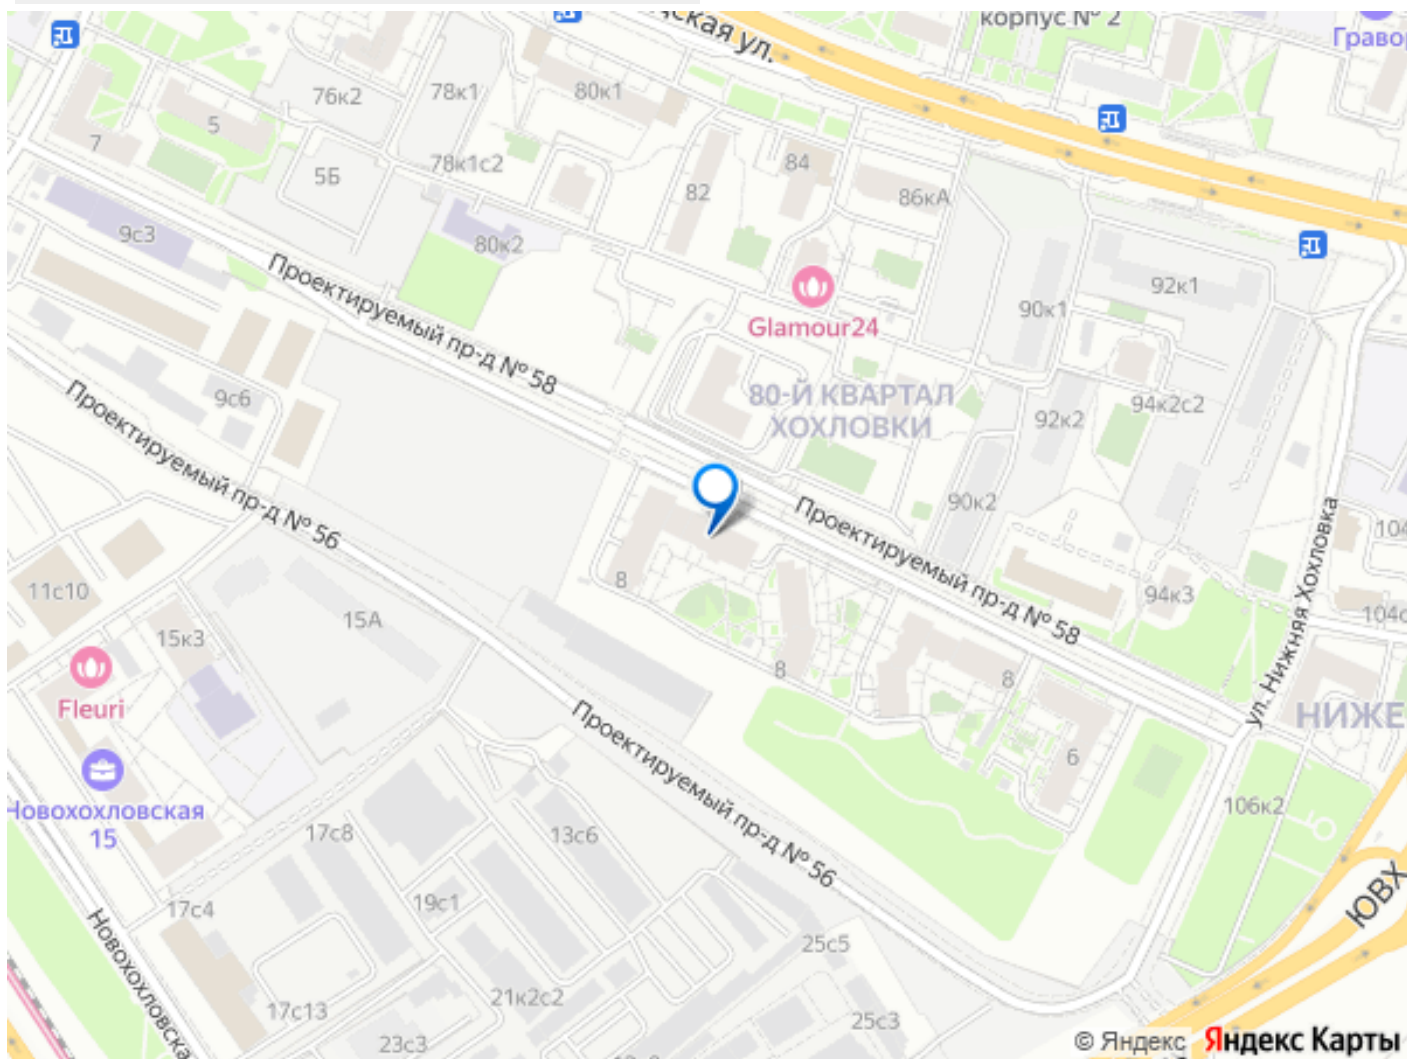 корпус № 2
Граво
ская ул.
76к2
78к1
80к1
5
7
5Б
78к1с2
82
84
86кА
9с3
80к2
Проектируемый пр-д № 58
Glamour24
90к1
92к1
80-Й КВАРТАЛ
ХОХЛОВКИ
92к2
94к2с2
9с6
Проектируемый пр-д № 56
90к2
Проектируемый пр-д № 58
ул. Нижняя Хохловка
104
104с
94к3
11с10
15А
15к3
8
8
8
6
Fleuri
НИЖЕ
Новохохловская
15
Проектируемый пр-д № 56
106к2
17с8
13с6
17с4
19с1
Новохохловска
ЮВХ
25с5
17с13
21к2с2
25с3
23с3
© Яндекс Яндекс Карты